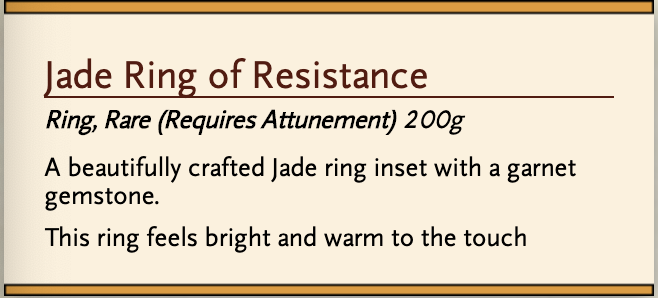 Jade Ring of Resistance
Ring, Rare (Requires Attunement) 200g
A beautifully crafted Jade ring inset with a garnet
gemstone.
This ring feels bright and warm to the touch